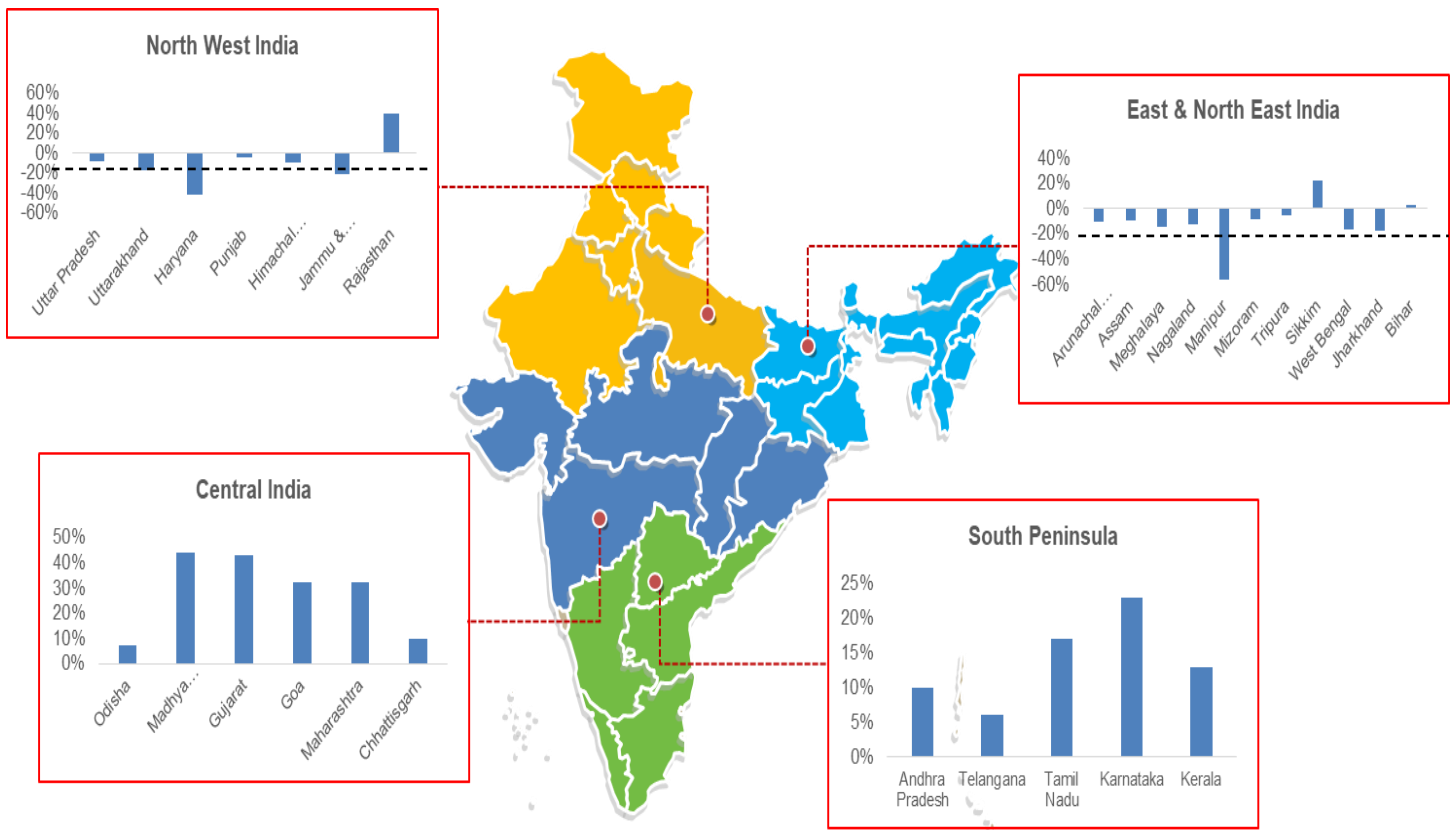 North West India
60%
40%
20%
0%
-20%
-40%
-60%
Uttar Pradesh
Uttarakhand
Haryana
Punjab
Himachal...
Jammu &...
Rajasthan
East & North East India
40%
20%
0%
-20%
-40%
-60%
Arunachal...
Assam
Meghalaya
Nagaland
Manipur
Mizoram
Tripura
Sikkim
West Bengal
Jharkhand
Bihar
Central India
50%
40%
30%
20%
10%
0%
Odisha
Madhya...
Gujarat
Goa
Maharashtra
Chhattisgarh
South Peninsula
25%
20%
15%
10%
5%
0%
Andhra
Pradesh
Telangana
Tamil
Nadu
Karnataka
Kerala